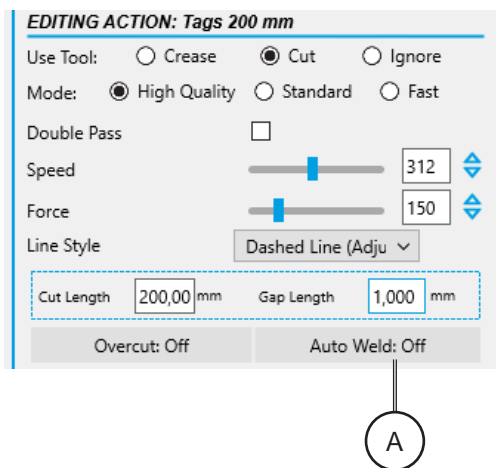 EDITING ACTION: Tags 200 mm
Use Tool: Crease Cut Ignore
Mode: High Quality Standard Fast
Double Pass
Speed 312
Force 150
Line Style Dashed Line (Adju
Cut Length 200,00 mm Gap Length 1,000 mm
Overcut: Off Auto Weld: Off
A